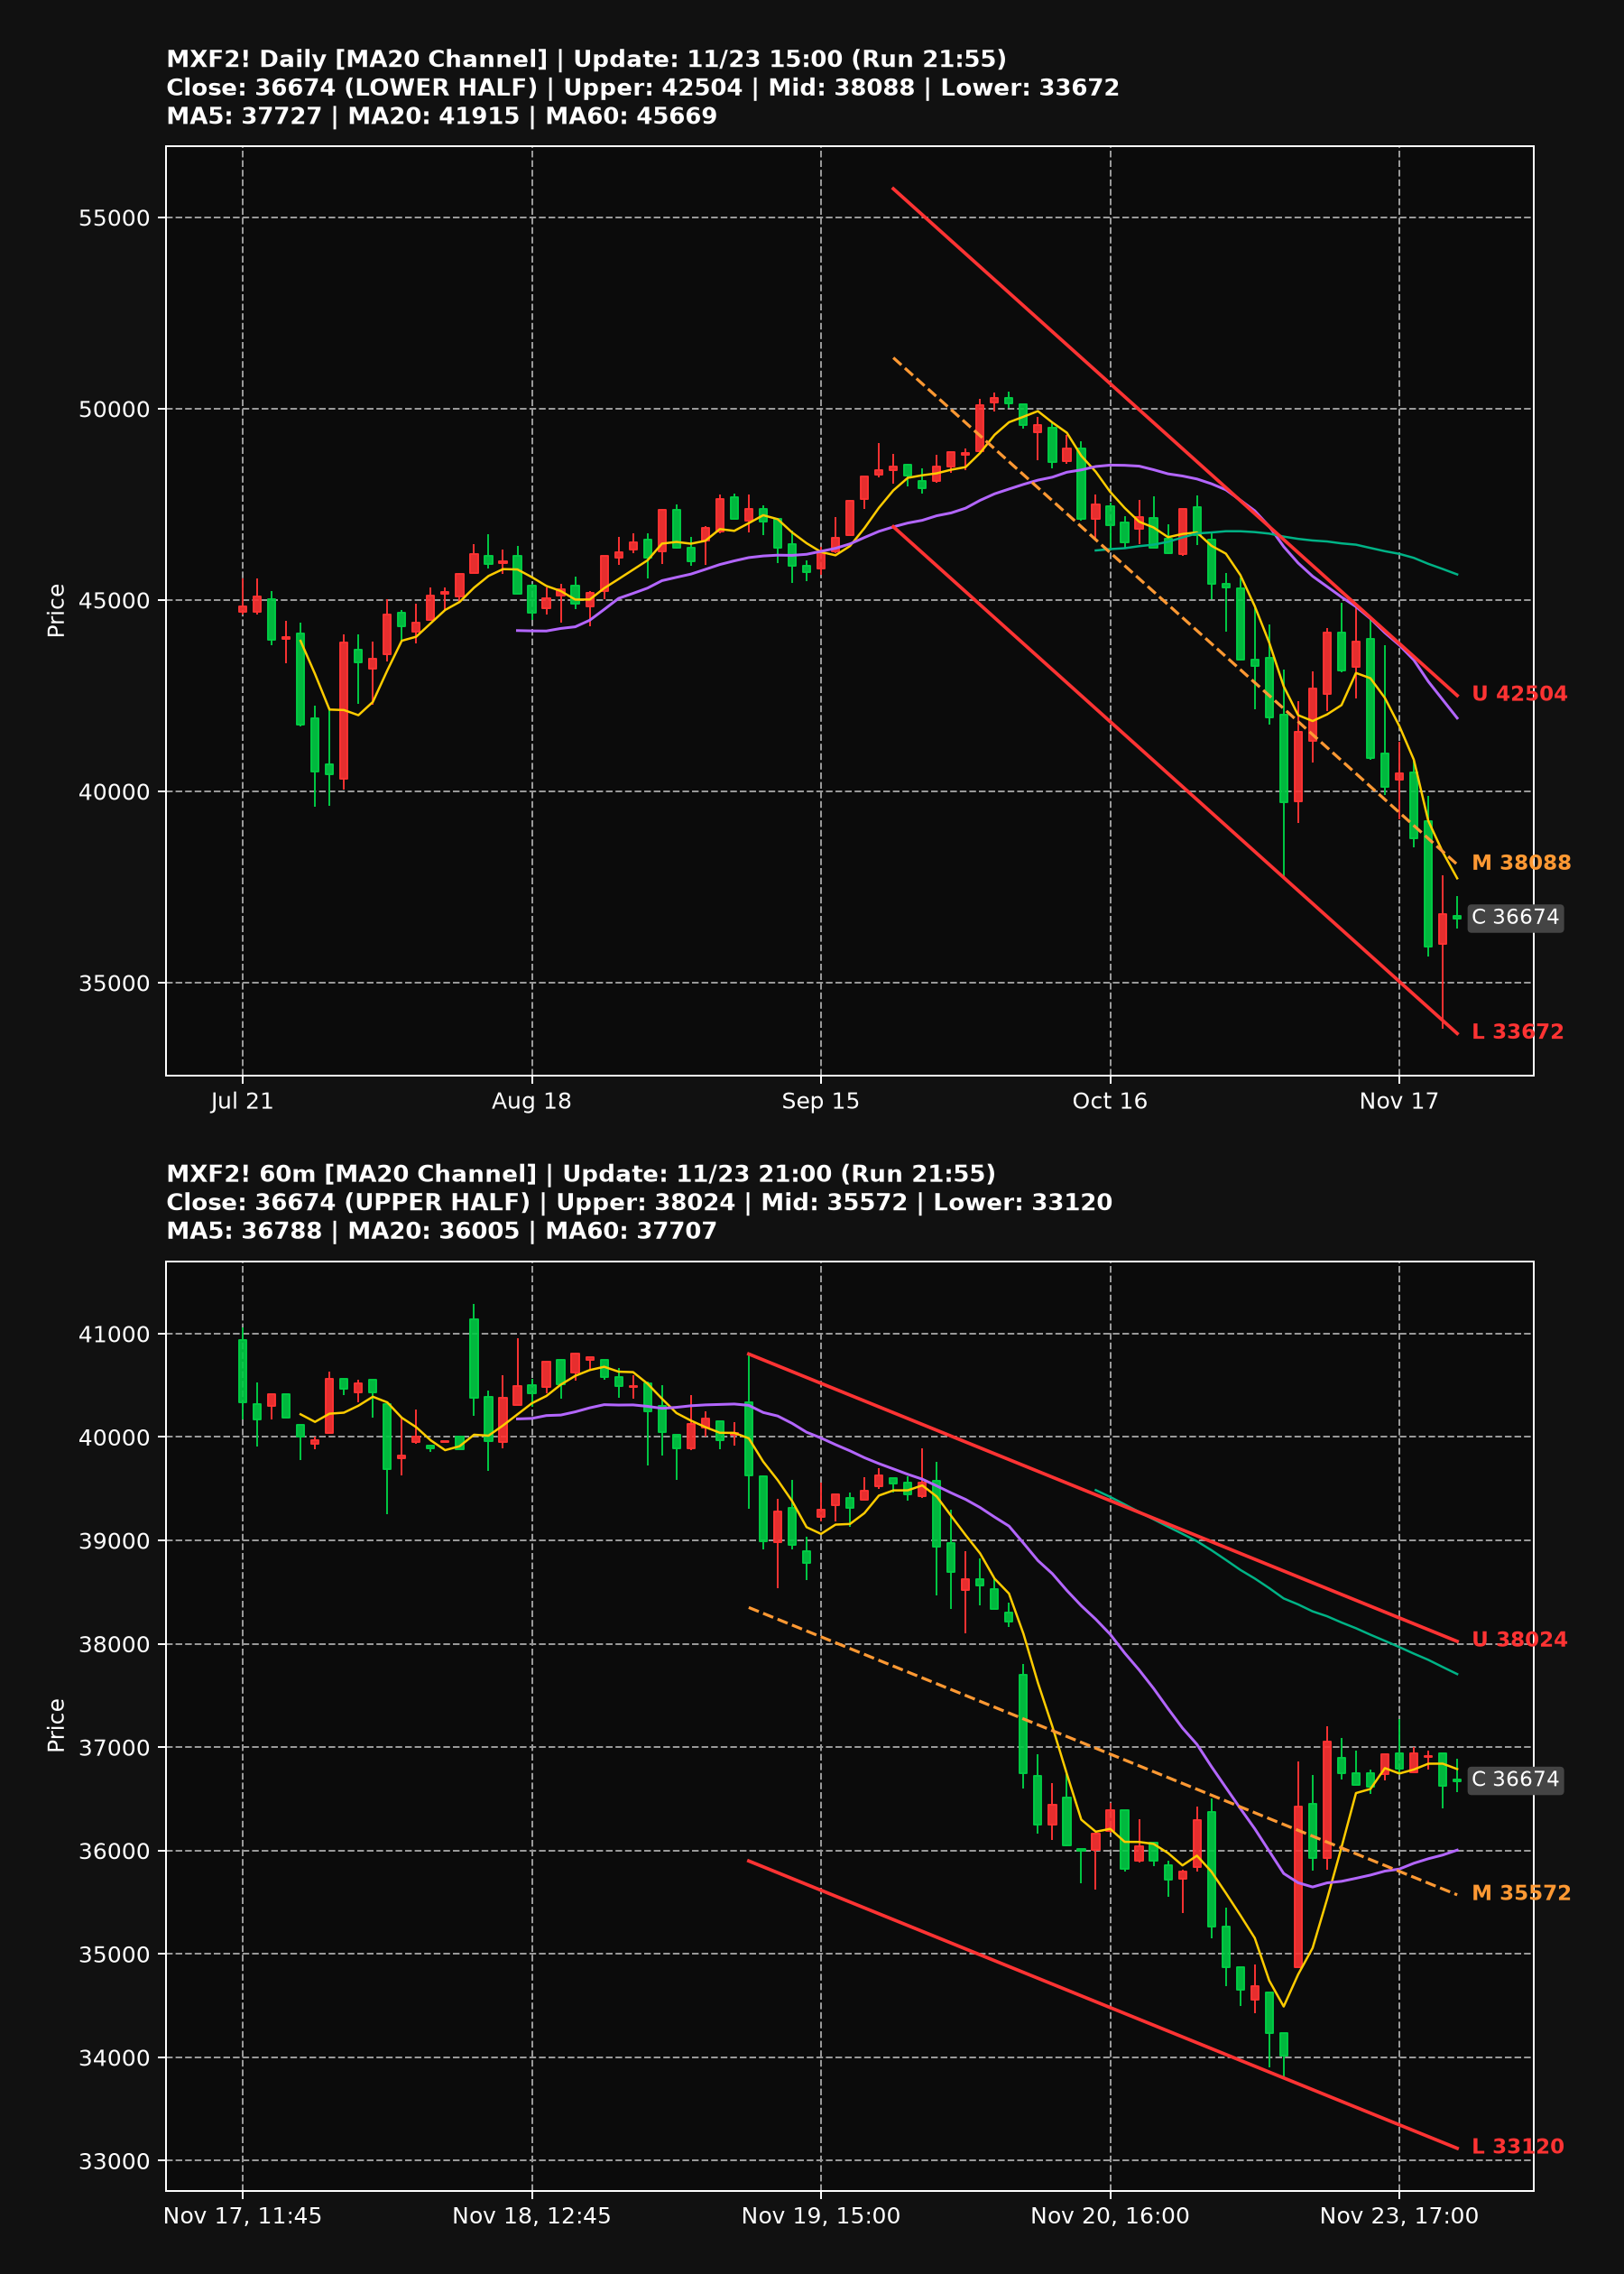 MXF2! Daily [MA20 Channel] | Update: 11/23 15:00 (Run 21:55)
Close: 36674 (LOWER HALF) | Upper: 42504 | Mid: 38088 | Lower: 33672
MA5: 37727 | MA20: 41915 | MA60: 45669
55000
50000
45000
Price
U 42504
40000
M 38088
C 36674
35000
L 33672
Jul 21
Aug 18
Sep 15
Oct 16
Nov 17
MXF2! 60m [MA20 Channel] | Update: 11/23 21:00 (Run 21:55)
Close: 36674 (UPPER HALF) | Upper: 38024 | Mid: 35572 | Lower: 33120
MA5: 36788 | MA20: 36005 | MA60: 37707
41000
40000
39000
38000
U 38024
Price
37000
C 36674
36000
M 35572
35000
34000
L 33120
33000
Nov 17, 11:45
Nov 18, 12:45
Nov 19, 15:00
Nov 20, 16:00
Nov 23, 17:00